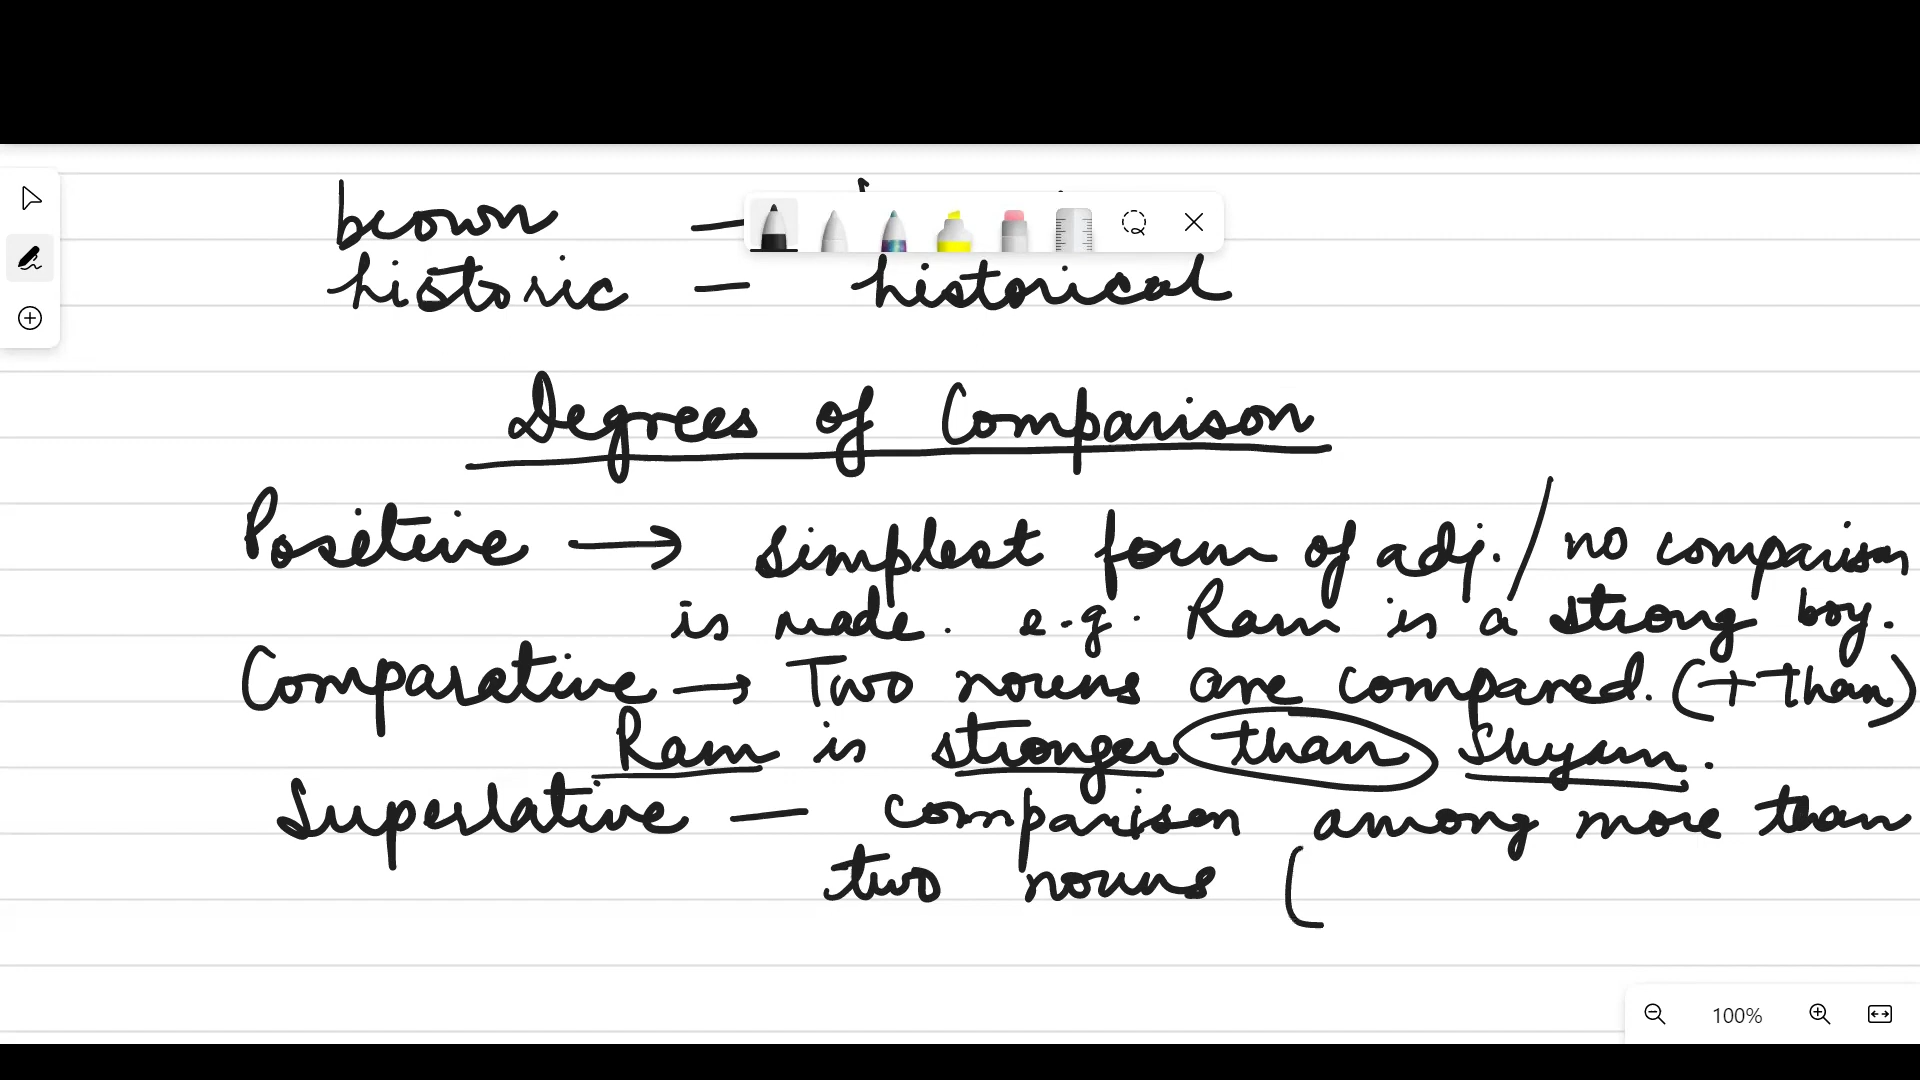 brown —
historic — historical
Degrees of Comparison
Positive → simplest form of adj. / no comparison
is made. e.g. Ram is a strong boy.
Comparative → Two nouns are compared. (+ than)
Ram is stronger than Shyam.
Superlative — comparison among more than
two nouns (
100%